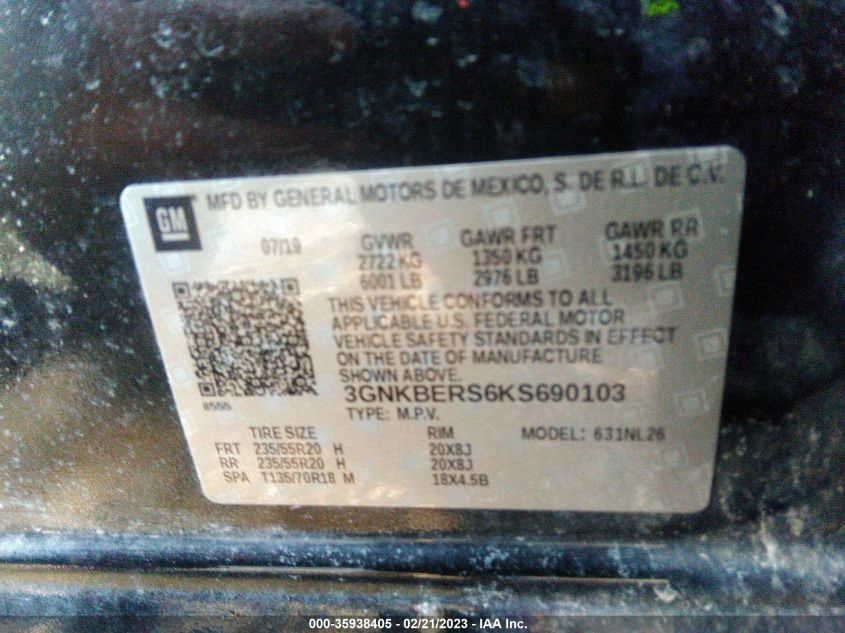 GM MFD BY GENERAL MOTORS DE MEXICO, S. DE R.L. DE C.V.
07/19 GVWR GAWR FRT GAWR RR
2722 KG 1350 KG 1450 KG
6001 LB 2976 LB 3196 LB
THIS VEHICLE CONFORMS TO ALL
APPLICABLE U.S. FEDERAL MOTOR
VEHICLE SAFETY STANDARDS IN EFFECT
ON THE DATE OF MANUFACTURE
SHOWN ABOVE.
8555
3GNKBERS6KS690103
TYPE: M.P.V.
TIRE SIZE RIM MODEL: 631NL26
FRT 235/55R20 H 20X8J
RR 235/55R20 H 20X8J
SPA T135/70R18 M 18X4.5B
000-35938405 - 02/21/2023 - IAA Inc.